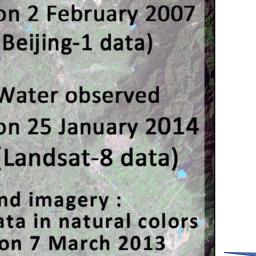 on 2 February 2007
Beijing-1 data)
Water observed
on 25 January 2014
(Landsat-8 data)
nd imagery :
ata in natural colors
on 7 March 2013